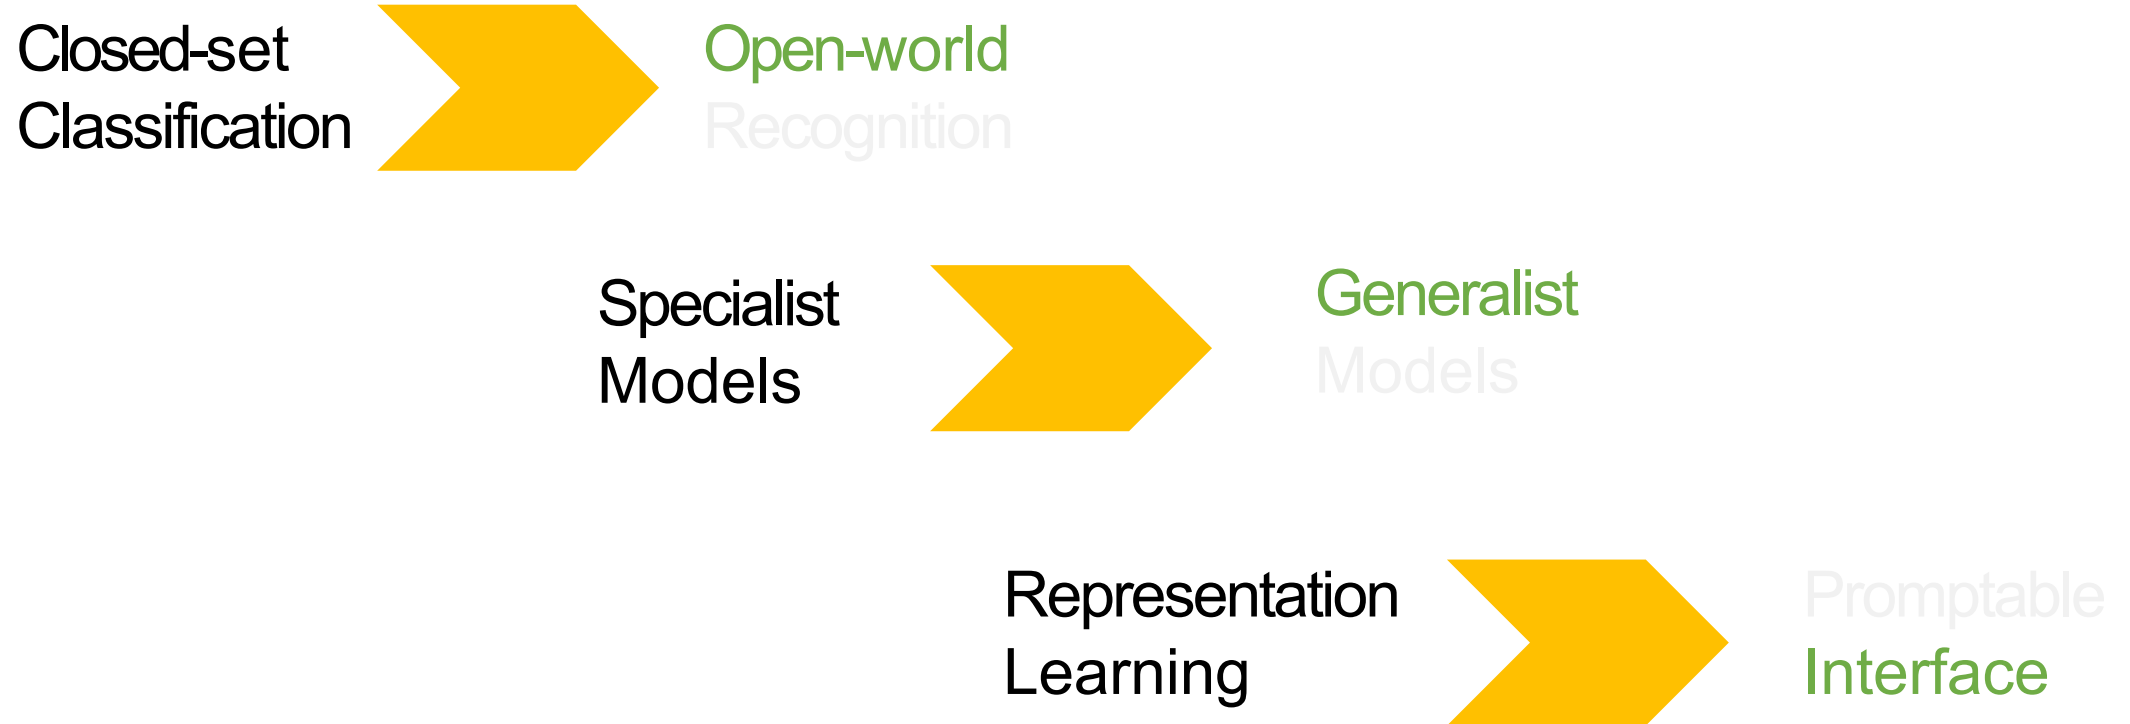 Closed-set
Classification
Open-world
Recognition
Specialist
Models
Generalist
Models
Representation
Learning
Promptable
Interface